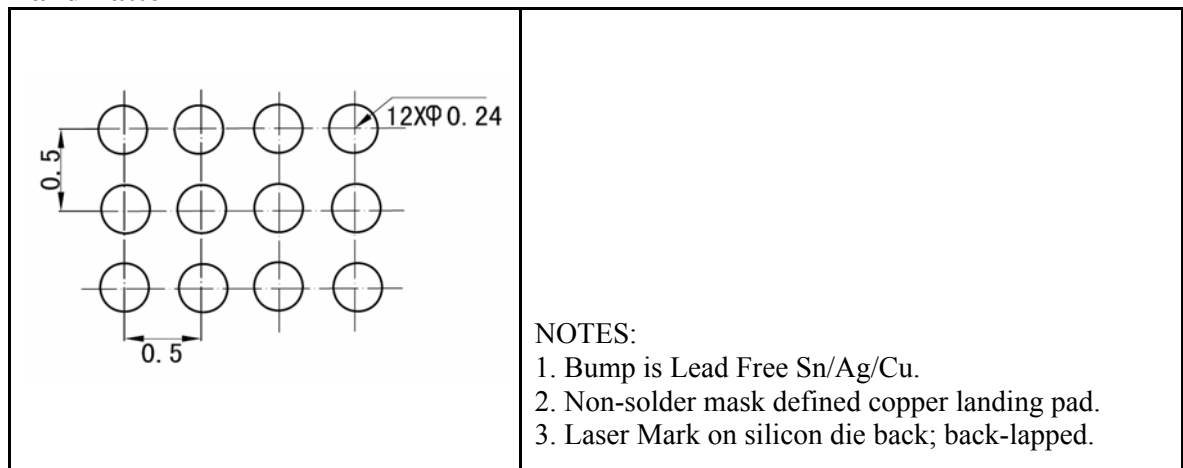 12XΦ0.24
0.5
0.5
NOTES:
1. Bump is Lead Free Sn/Ag/Cu.
2. Non-solder mask defined copper landing pad.
3. Laser Mark on silicon die back; back-lapped.